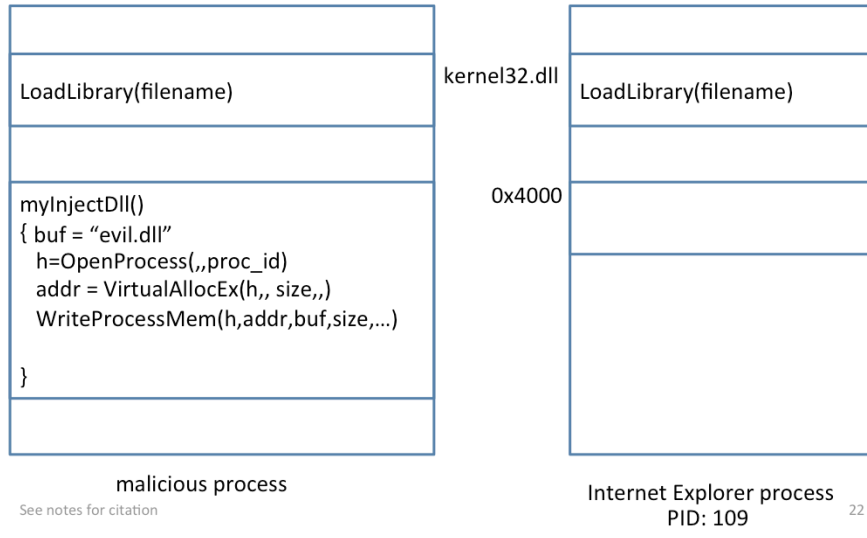 LoadLibrary(filename)
kernel32.dll
LoadLibrary(filename)
0x4000
myInjectDll()
{ buf = “evil.dll”
h=OpenProcess(,,proc_id)
addr = VirtualAllocEx(h,, size,,)
WriteProcessMem(h,addr,buf,size,...)
}
malicious process
Internet Explorer process
PID: 109
See notes for citation
22